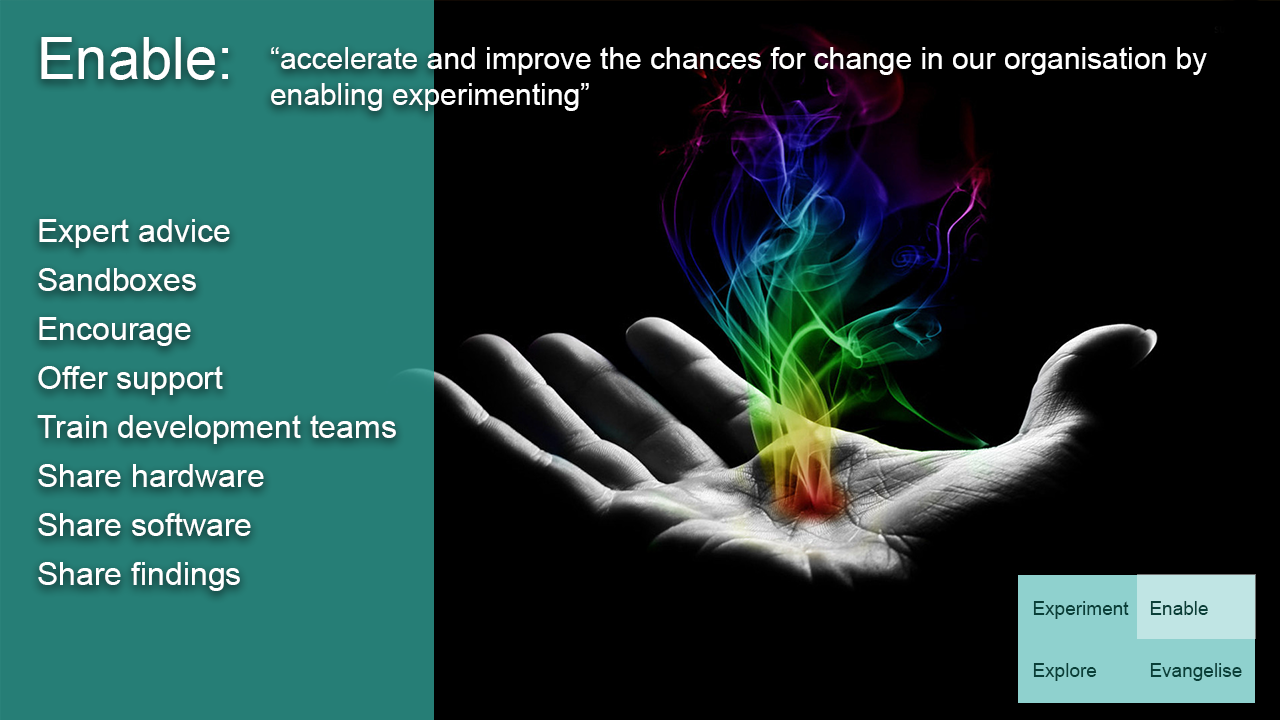 Enable:
“accelerate and improve the chances for change in our organisation by
enabling experimenting”
Expert advice
Sandboxes
Encourage
Offer support
Train development teams
Share hardware
Share software
Share findings
Experiment Enable
Explore Evangelise